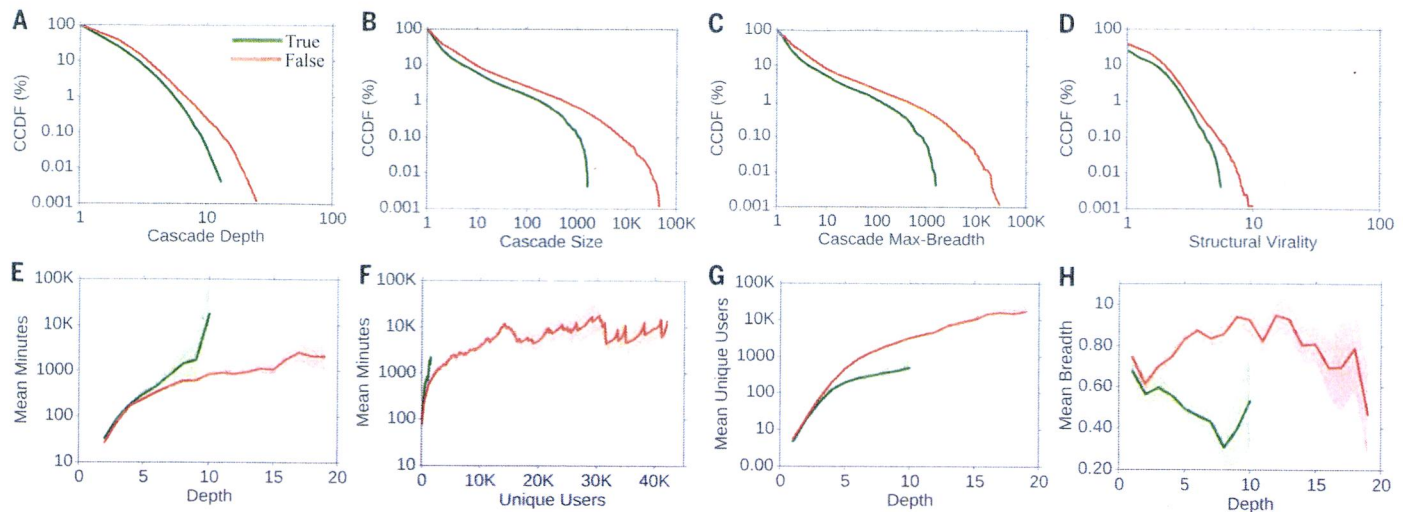 A
B
C
D
True
False
CCDF (%)
100
10
1
0.10
0.01
0.001
1
10
100
Cascade Depth
CCDF (%)
100
10
1
0.10
0.01
0.001
1
10
100
1000
10K
100K
Cascade Size
CCDF (%)
100
10
1
0.10
0.01
0.001
1
10
100
1000
10K
100K
Cascade Max-Breadth
CCDF (%)
100
10
1
0.10
0.01
0.001
1
10
100
Structural Virality
E
F
G
H
Mean Minutes
100K
10K
1000
100
10
0
5
10
15
20
Depth
Mean Minutes
100K
10K
1000
100
10
0
10K
20K
30K
40K
Unique Users
Mean Unique Users
100K
10K
1000
100
10
0.00
0
5
10
15
20
Depth
Mean Breadth
10
0.80
0.60
0.40
0.20
0
5
10
15
20
Depth